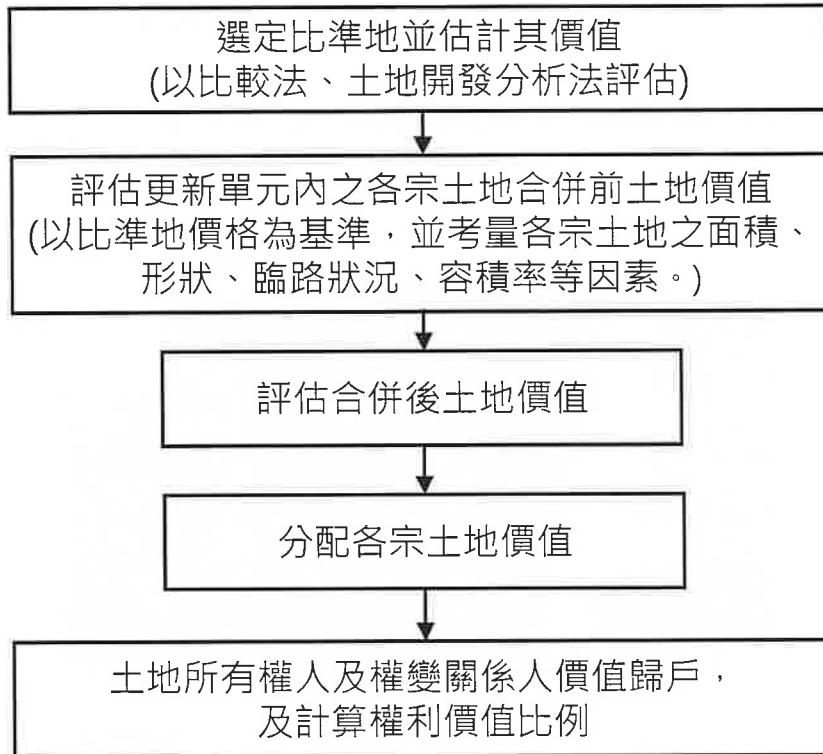 選定比準地並估計其價值
(以比較法、土地開發分析法評估)
評估更新單元內之各宗土地合併前土地價值
(以比準地價格為基準，並考量各宗土地之面積、
形狀、臨路狀況、容積率等因素。)
評估合併後土地價值
分配各宗土地價值
土地所有權人及權變關係人價值歸戶，
及計算權利價值比例